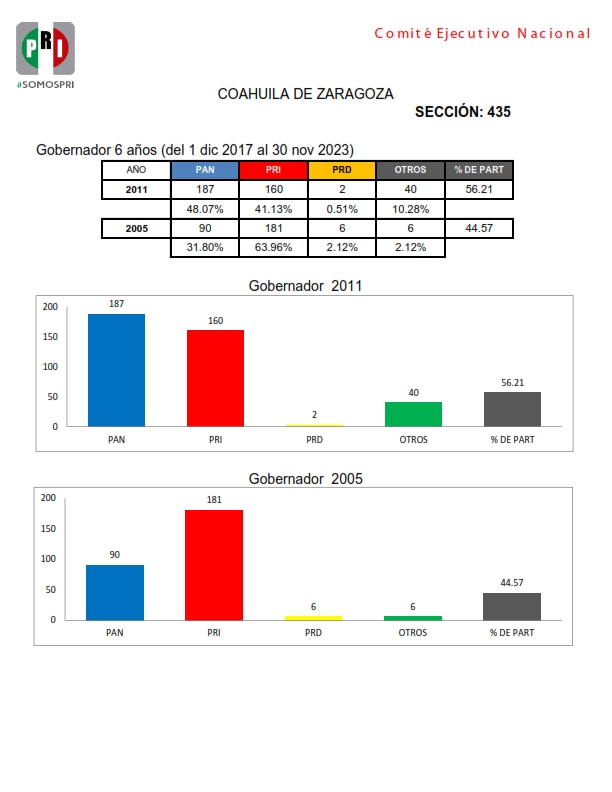 Comité Ejecutivo Nacional
PRI
#SOMOSPRI
COAHUILA DE ZARAGOZA
SECCIÓN: 435
Gobernador 6 años (del 1 dic 2017 al 30 nov 2023)
AÑO PAN PRI PRD OTROS % DE PART
2011 187 160 2 40 56.21
48.07% 41.13% 0.51% 10.28%
2005 90 181 6 6 44.57
31.80% 63.96% 2.12% 2.12%
Gobernador 2011
200
150
100
50
0
187
160
2
40
56.21
PAN PRI PRD OTROS % DE PART
Gobernador 2005
200
150
100
50
0
90
181
6
6
44.57
PAN PRI PRD OTROS % DE PART